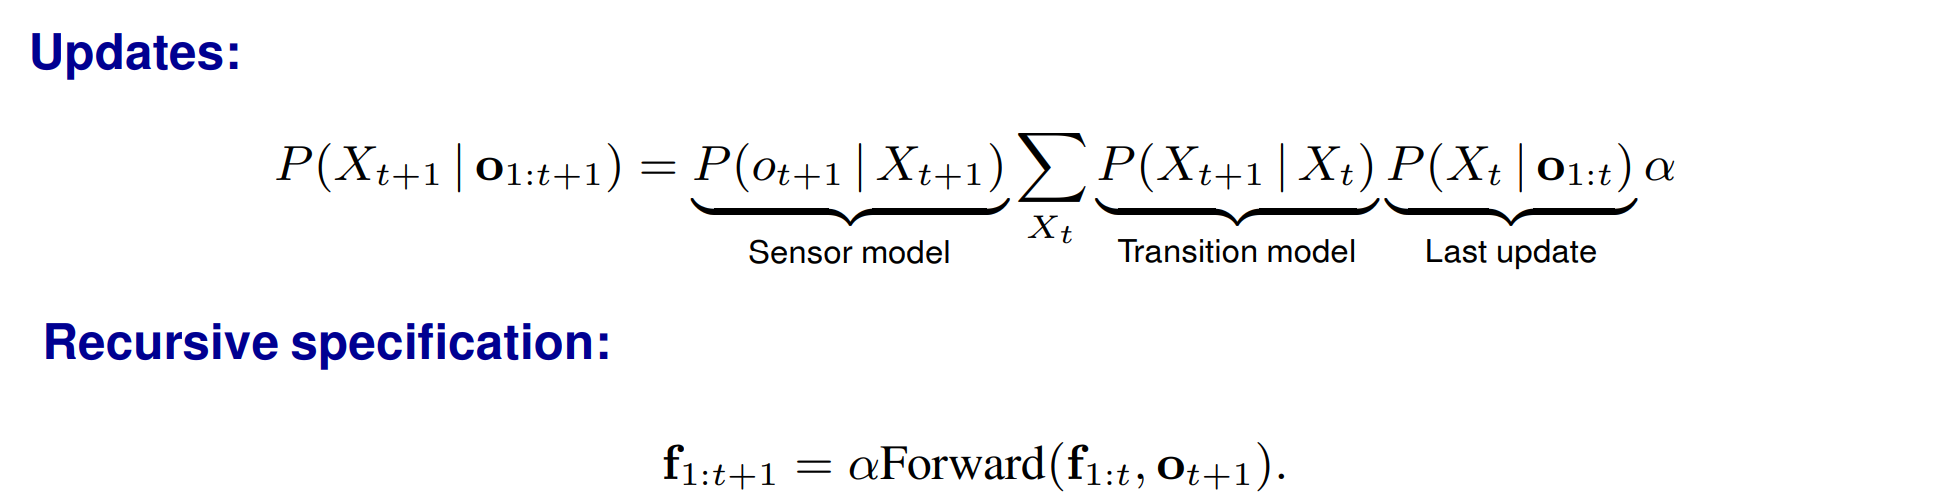 Updates:
P(X_{t+1} | o_{1:t+1}) = P(o_{t+1} | X_{t+1}) ∑_{X_t} P(X_{t+1} | X_t) P(X_t | o_{1:t}) α
Sensor model Transition model Last update
Recursive specification:
f_{1:t+1} = αForward(f_{1:t}, o_{t+1}).